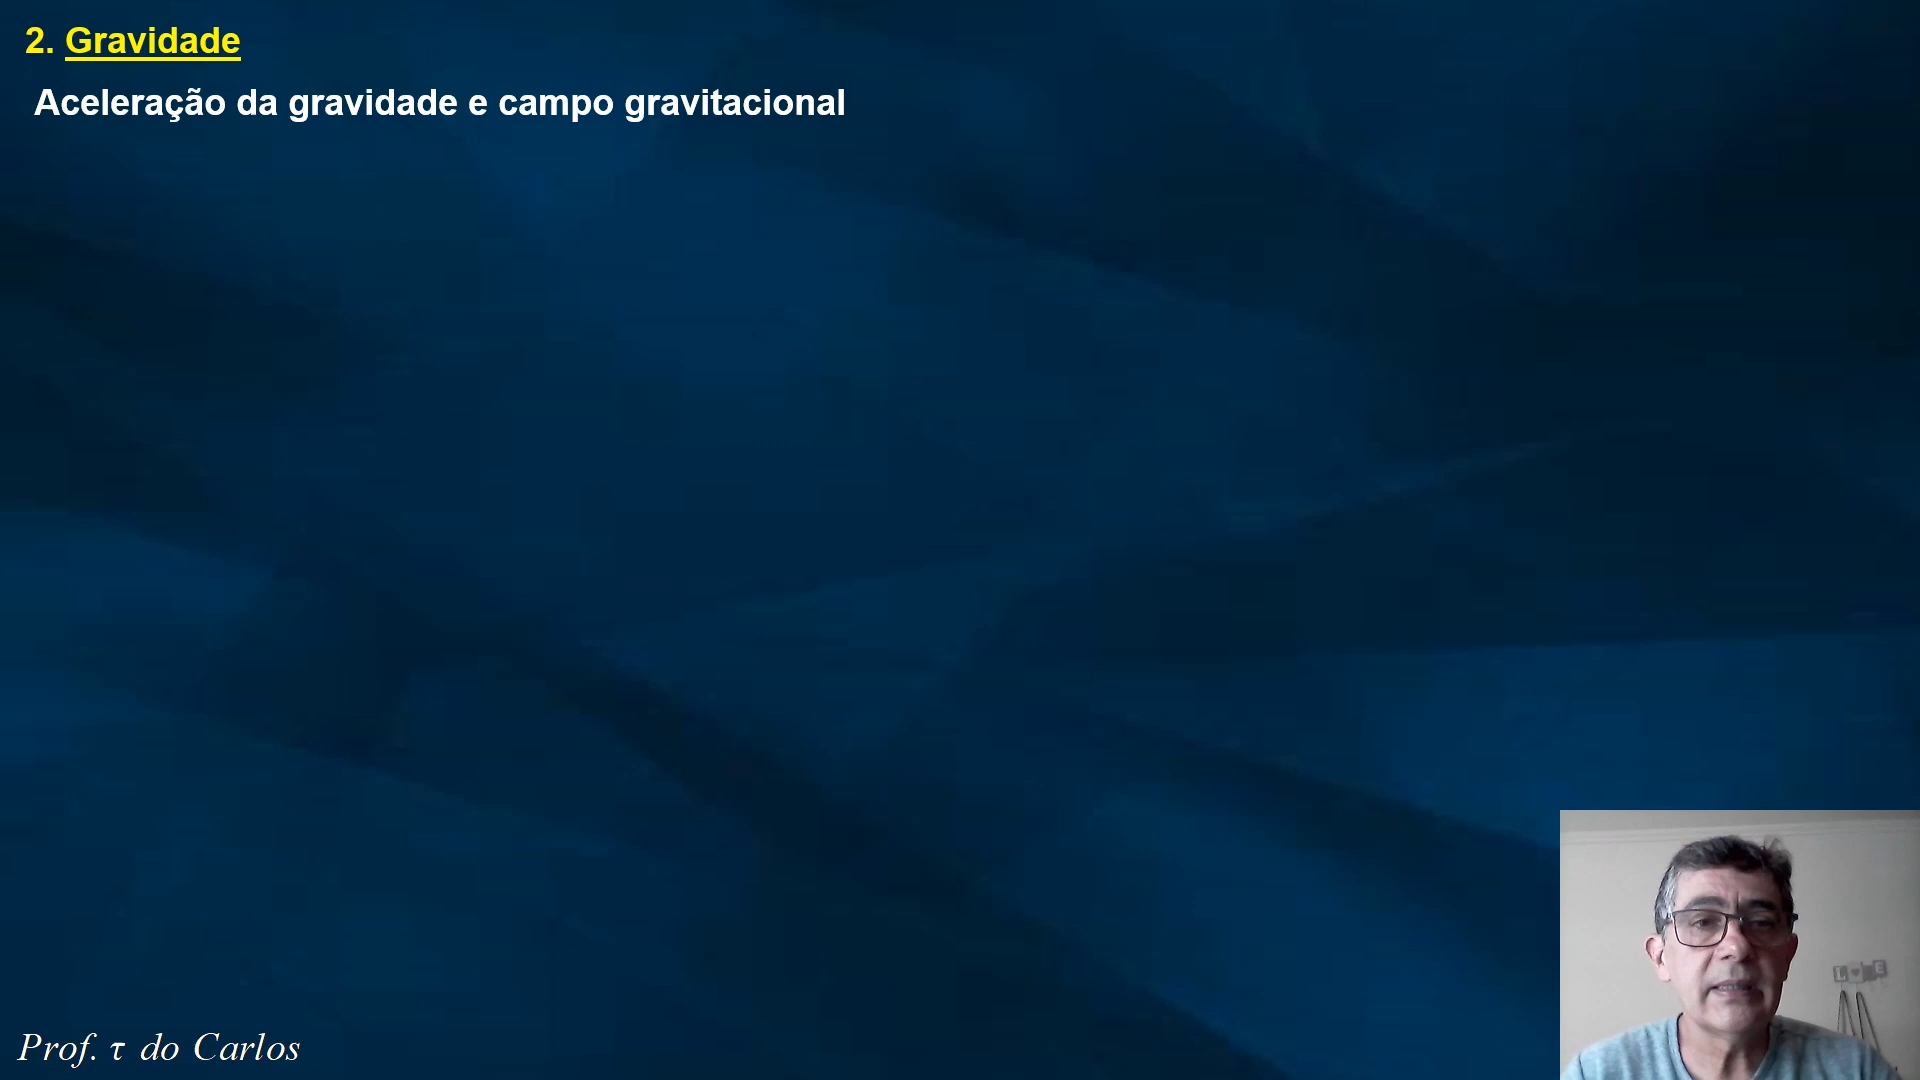 2. Gravidade
Aceleração da gravidade e campo gravitacional
Prof. τ do Carlos